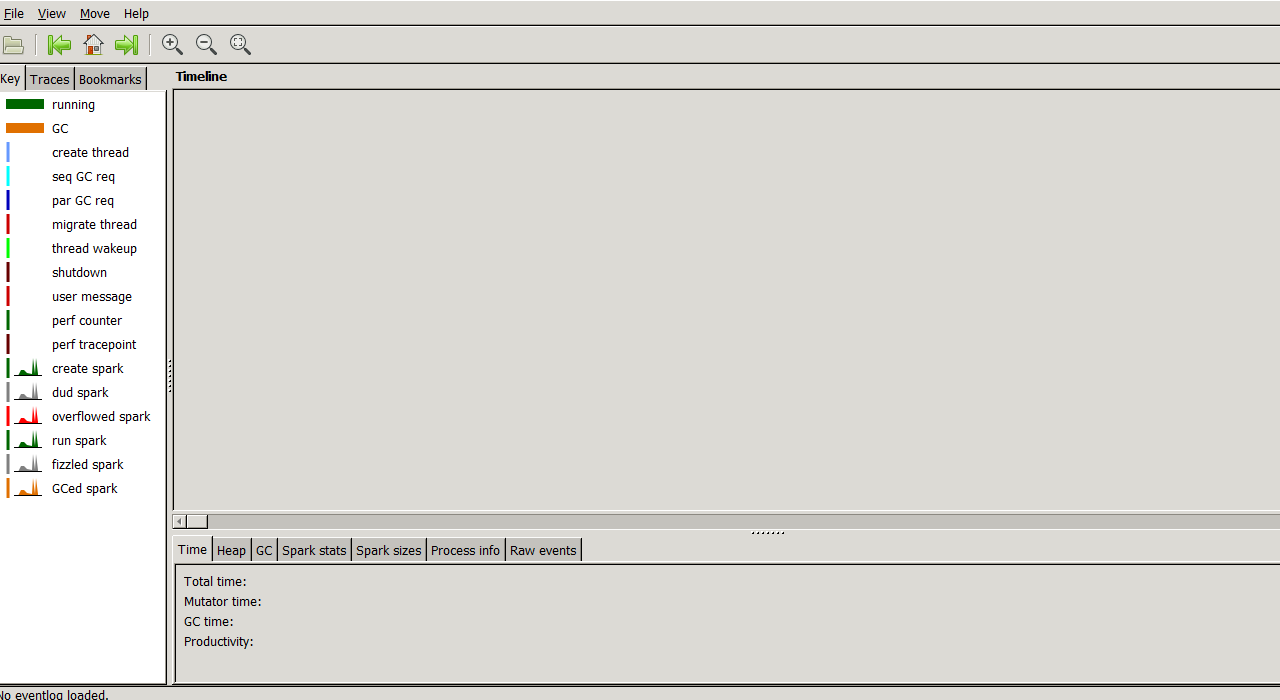 File View Move Help
Key Traces Bookmarks
Timeline
running
GC
create thread
seq GC req
par GC req
migrate thread
thread wakeup
shutdown
user message
perf counter
perf tracepoint
create spark
dud spark
overflowed spark
run spark
fizzled spark
GCed spark
Time Heap GC Spark stats Spark sizes Process info Raw events
Total time:
Mutator time:
GC time:
Productivity:
No eventlog loaded.